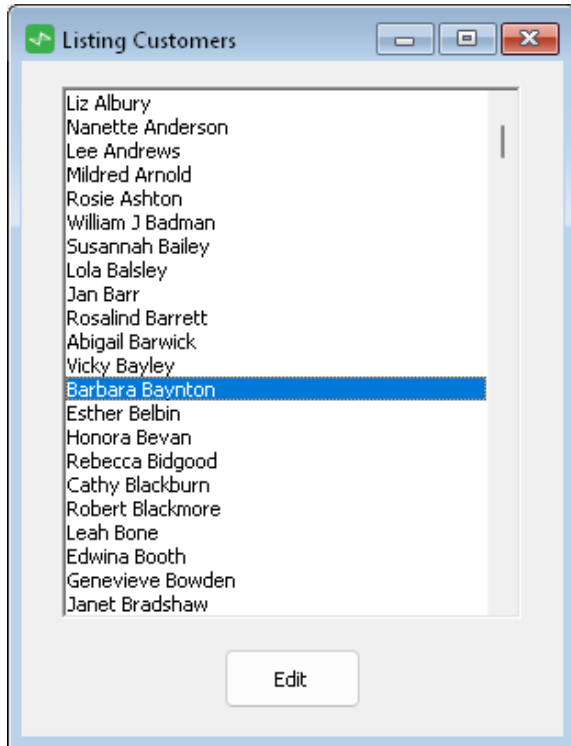 Listing Customers
Liz Albury
Nanette Anderson
Lee Andrews
Mildred Arnold
Rosie Ashton
William J Badman
Susannah Bailey
Lola Balsley
Jan Barr
Rosalind Barrett
Abigail Barwick
Vicky Bayley
Barbara Baynton
Esther Belbin
Honora Bevan
Rebecca Bidgood
Cathy Blackburn
Robert Blackmore
Leah Bone
Edwina Booth
Genevieve Bowden
Janet Bradshaw
Edit